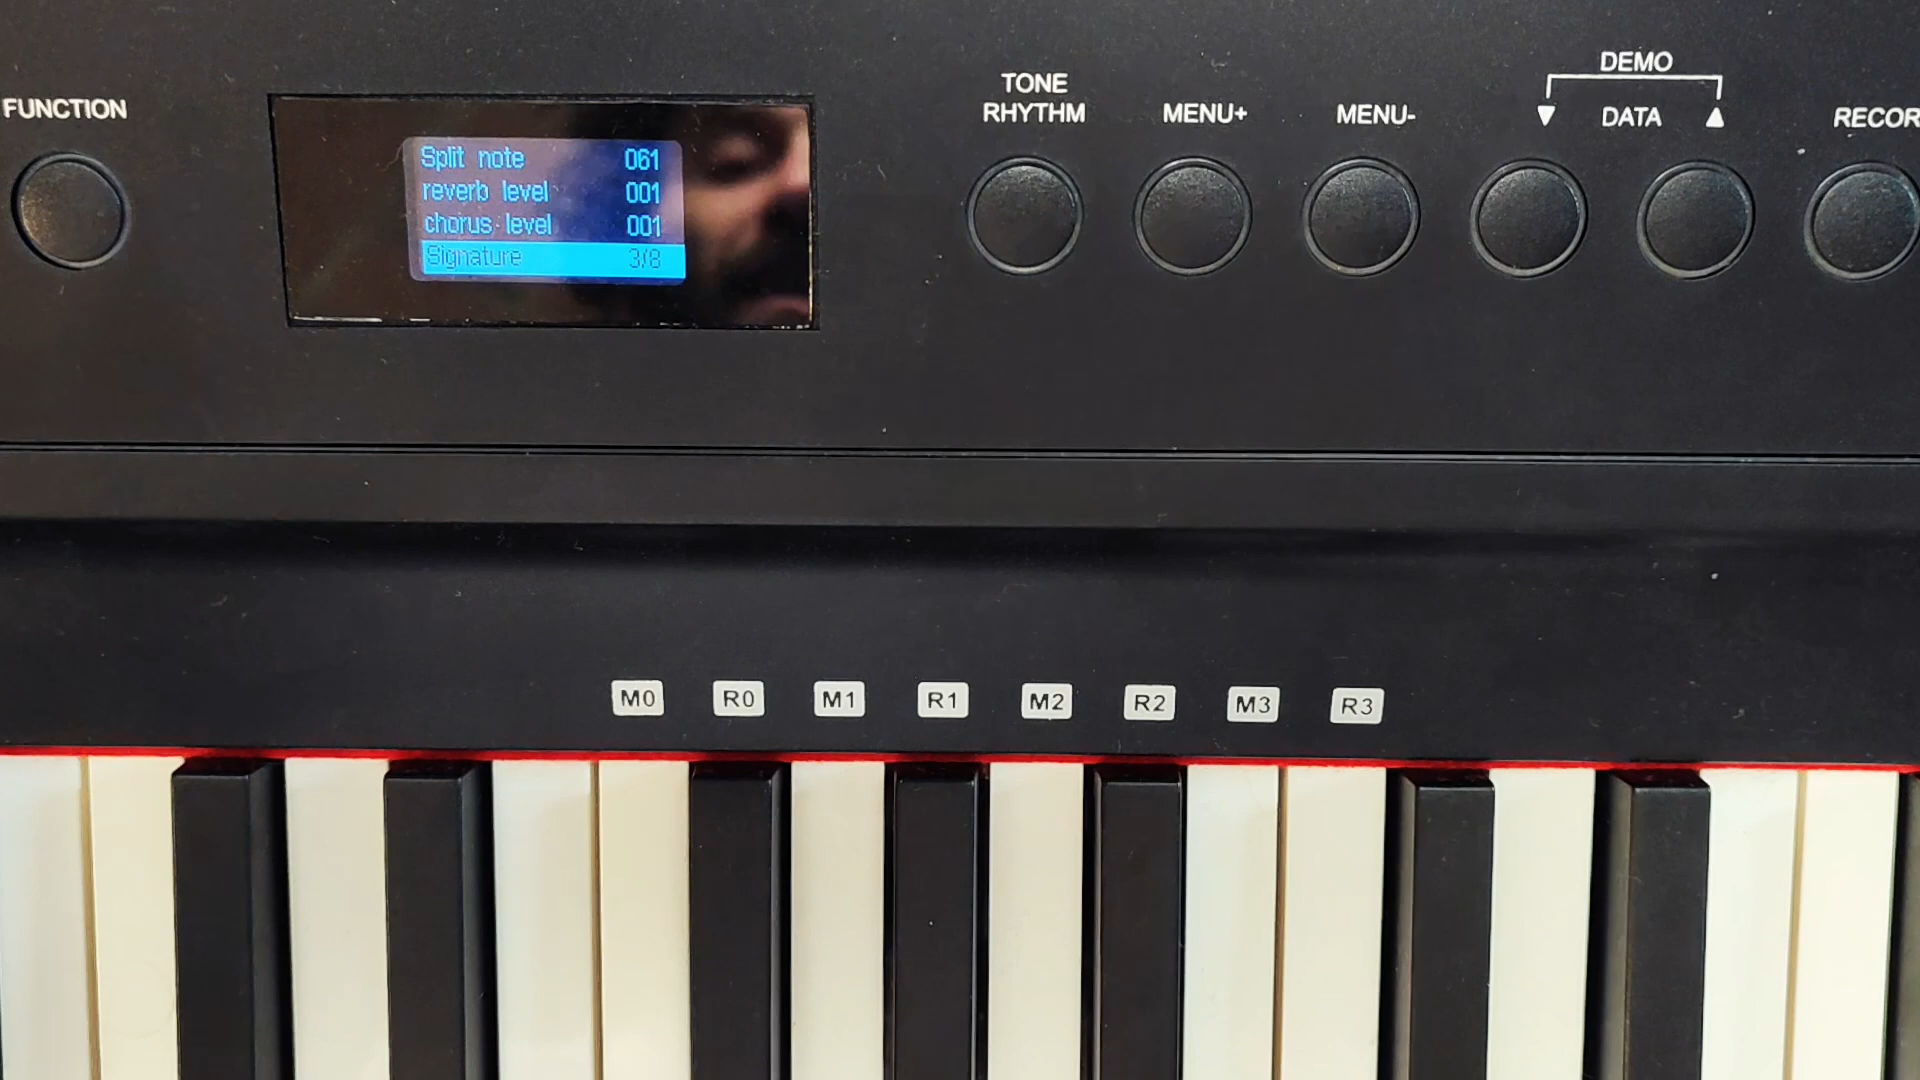 FUNCTION
Split note 061
reverb level 001
chorus level 001
Signature 3/8
TONE
RHYTHM
MENU+
MENU-
DEMO
▼ DATA ▲
RECOR
M0 R0 M1 R1 M2 R2 M3 R3